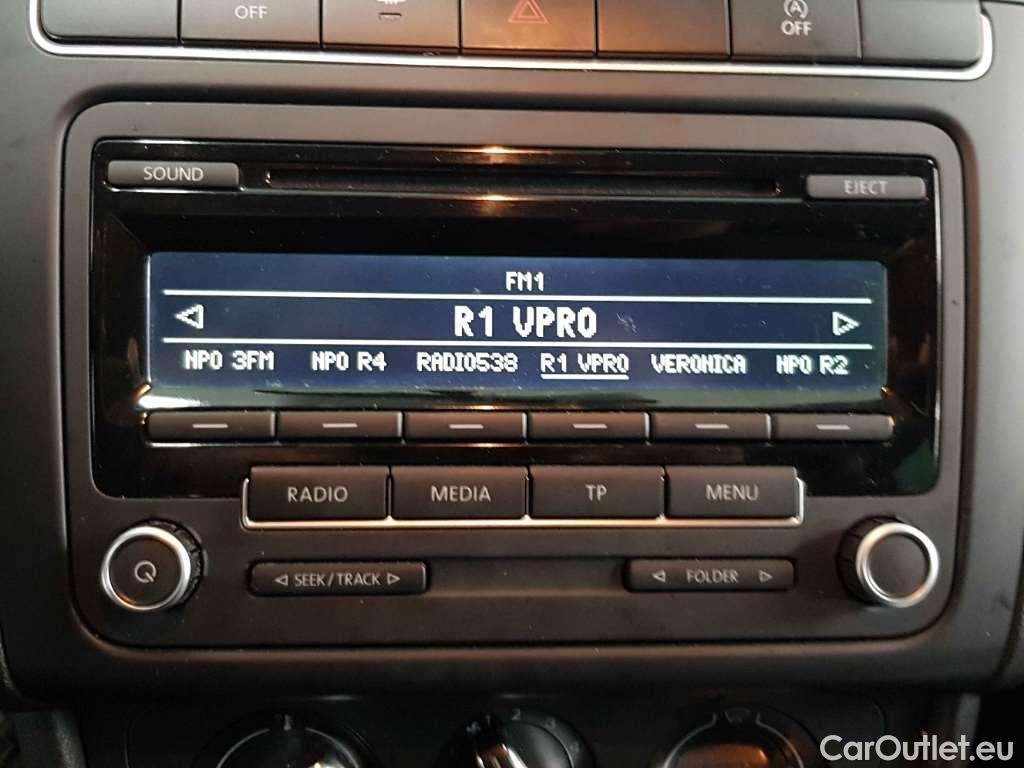 OFF
A
OFF
SOUND
EJECT
FM1
R1 VPRO
NPO 3FM NPO R4 RADIO538 R1 VPRO VERONICA NPO R2
RADIO MEDIA TP MENU
SEEK/TRACK
FOLDER
2
CarOutlet.eu